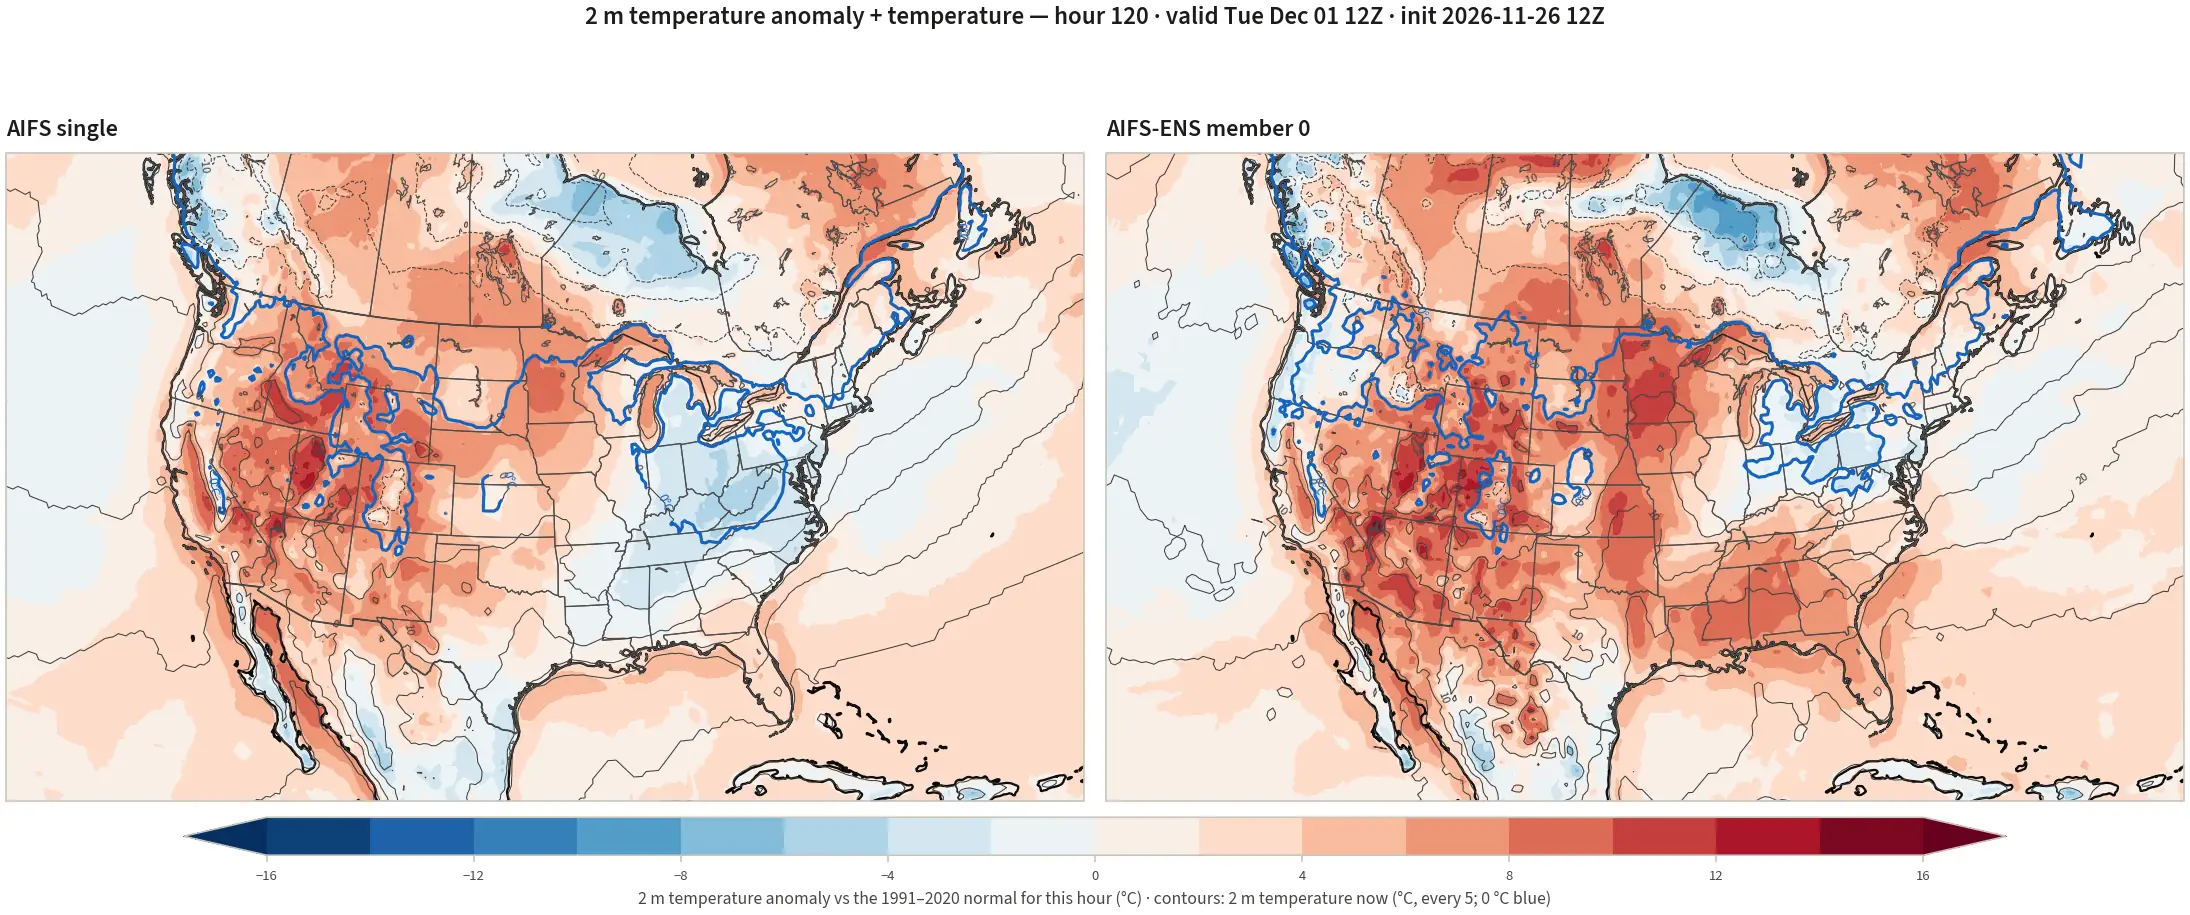 2 m temperature anomaly + temperature — hour 120 · valid Tue Dec 01 12Z · init 2026-11-26 12Z
AIFS single
AIFS-ENS member 0
−16
−12
−8
−4
0
4
8
12
16
2 m temperature anomaly vs the 1991–2020 normal for this hour (°C) · contours: 2 m temperature now (°C, every 5; 0 °C blue)